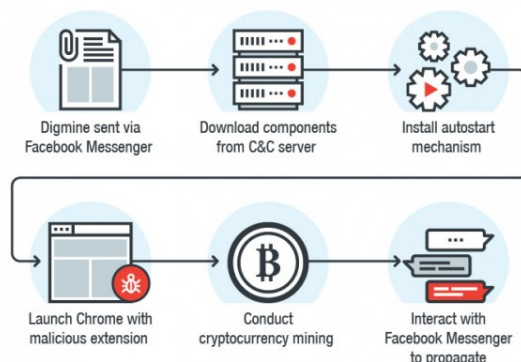 Digmine sent via
Facebook Messenger
Download components
from C&C server
Install autostart
mechanism
Launch Chrome with
malicious extension
Conduct
cryptocurrency mining
Interact with
Facebook Messenger
to propagate